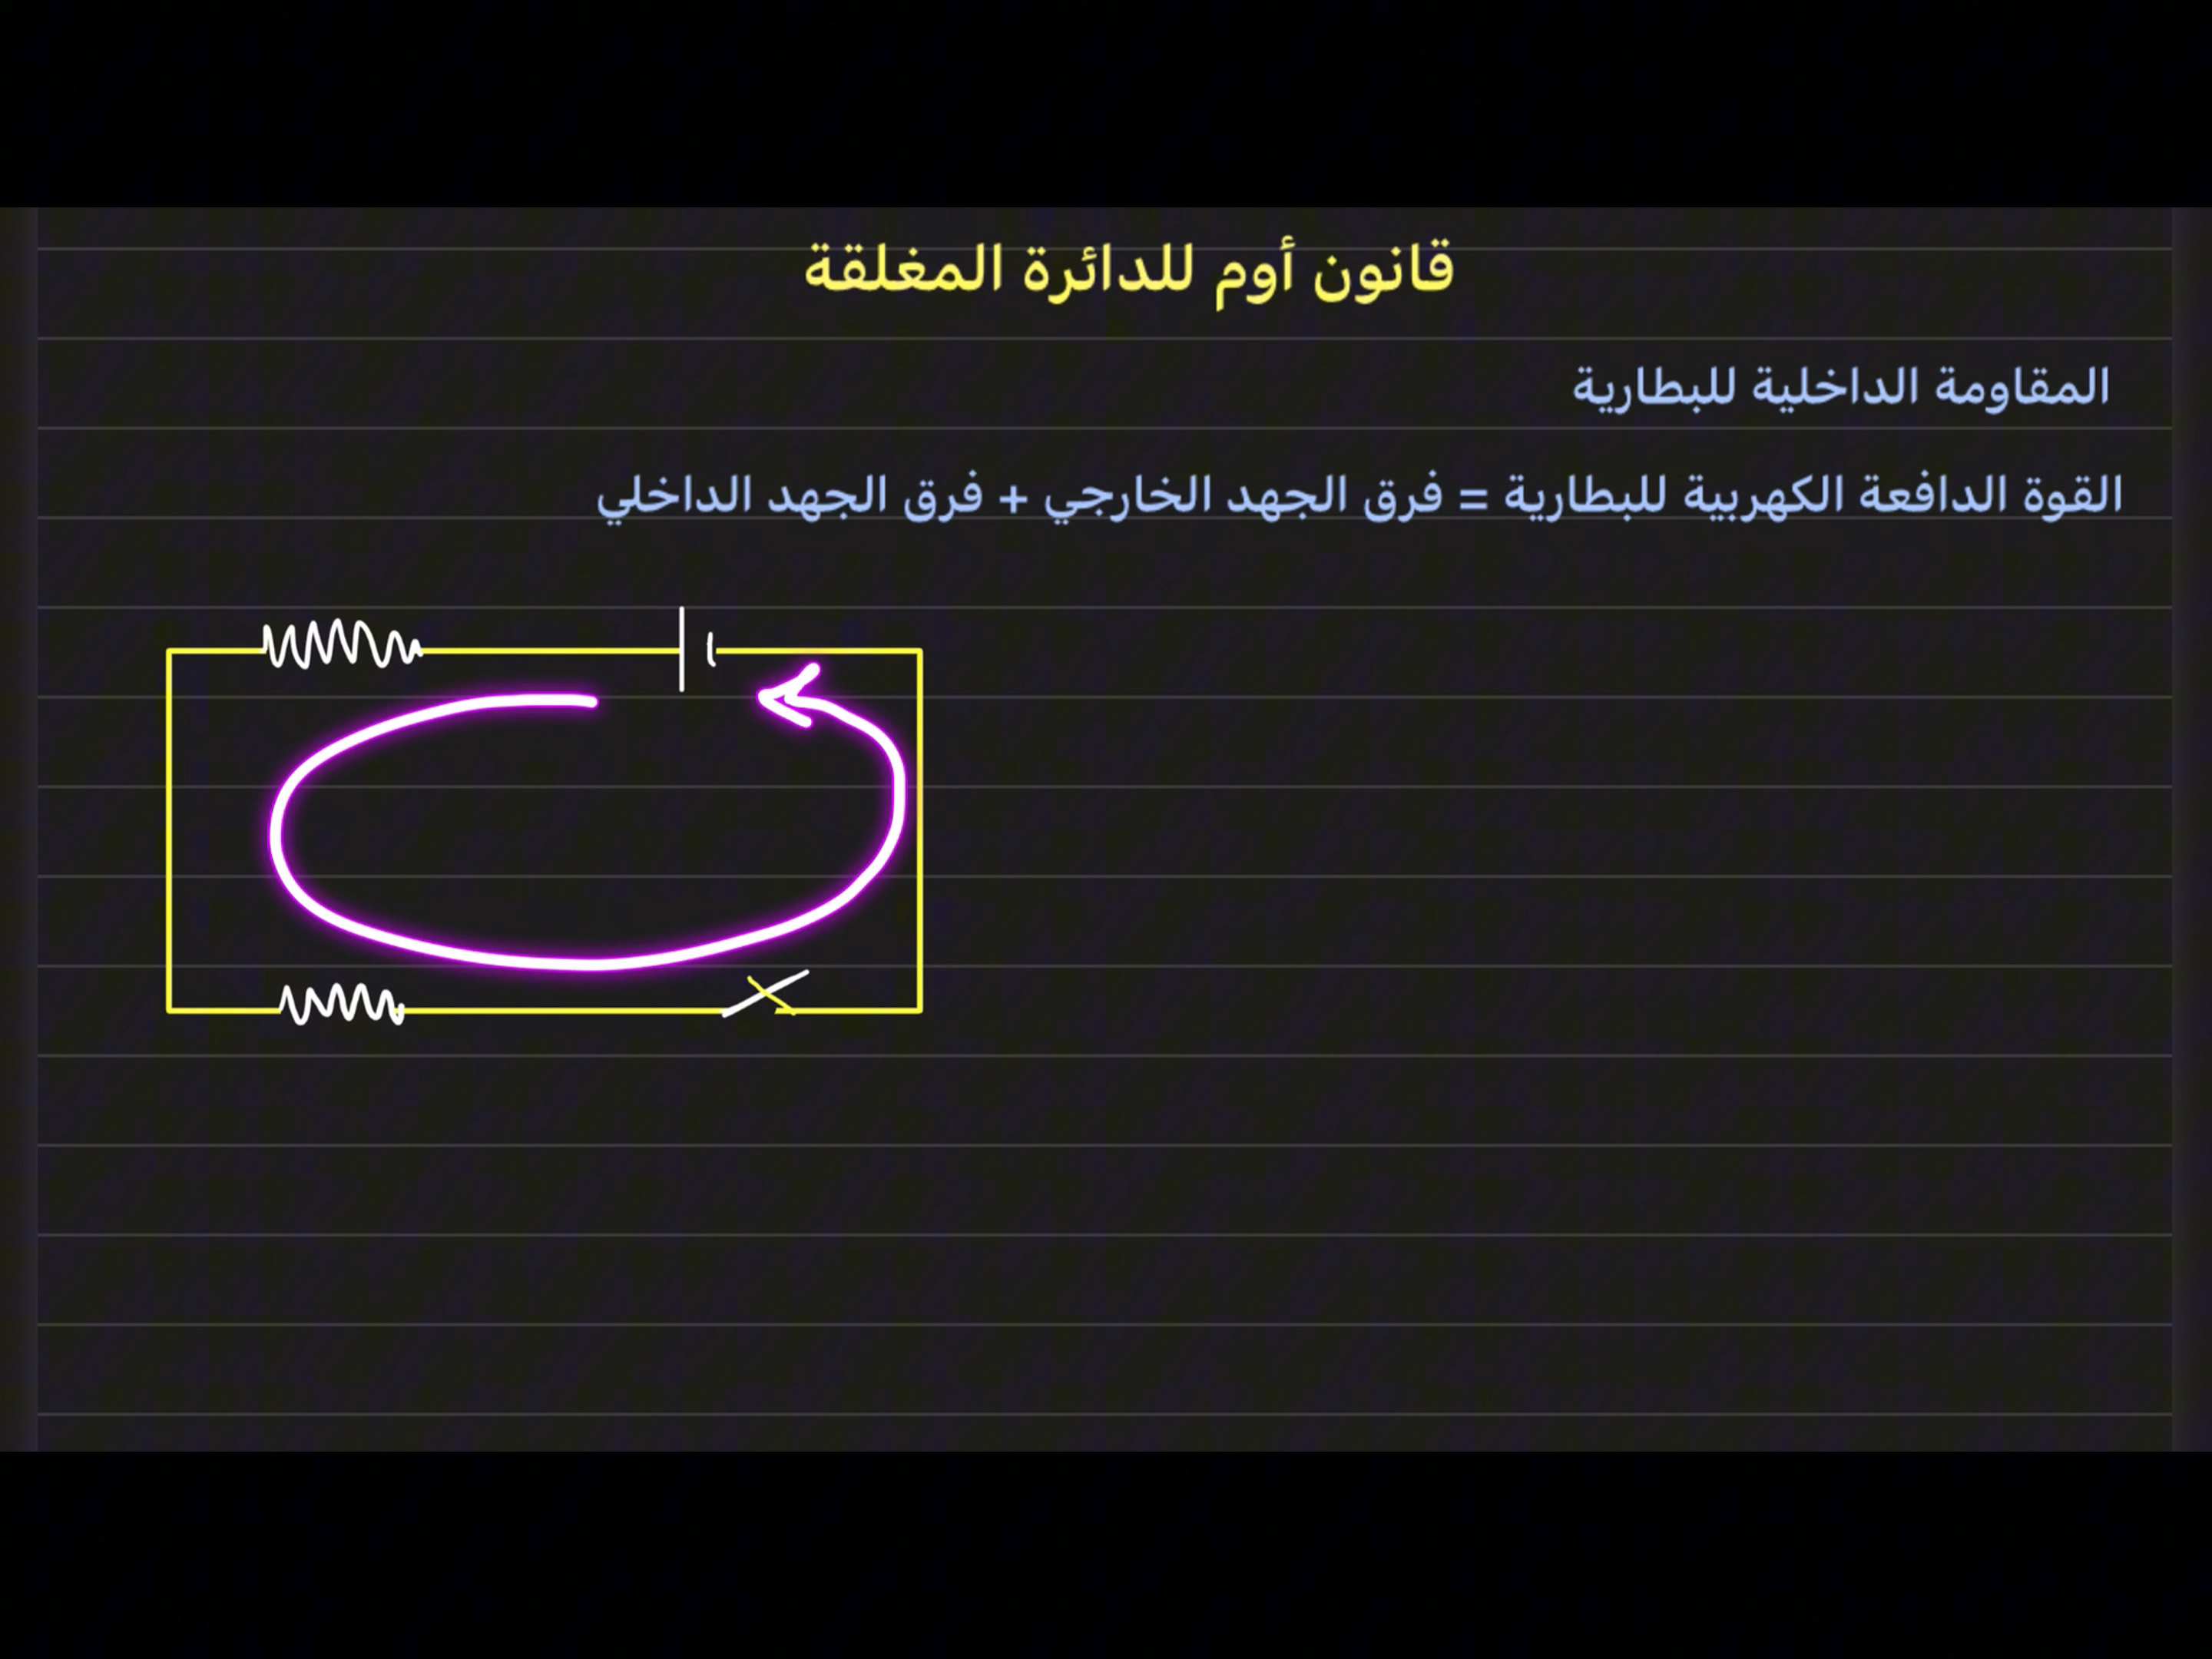 قانون أوم للدائرة المغلقة
المقاومة الداخلية للبطارية
القوة الدافعة الكهربية للبطارية = فرق الجهد الخارجي + فرق الجهد الداخلي